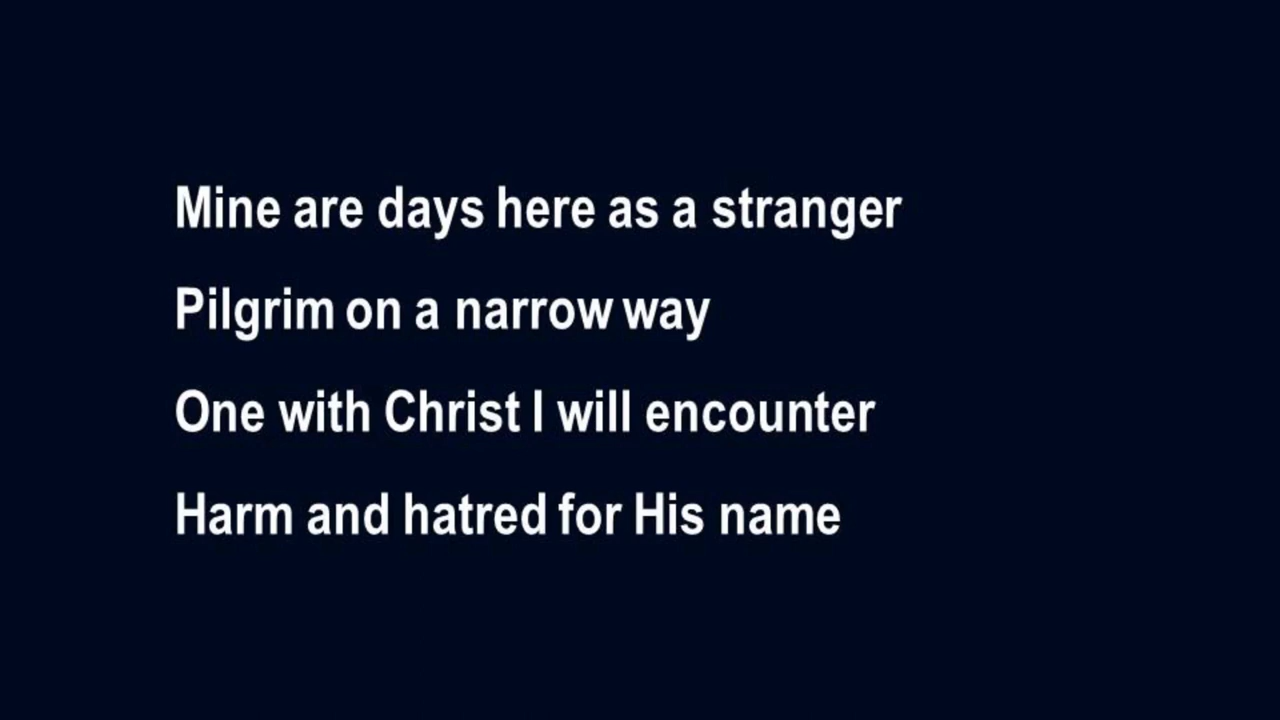 Mine are days here as a stranger
Pilgrim on a narrow way
One with Christ I will encounter
Harm and hatred for His name